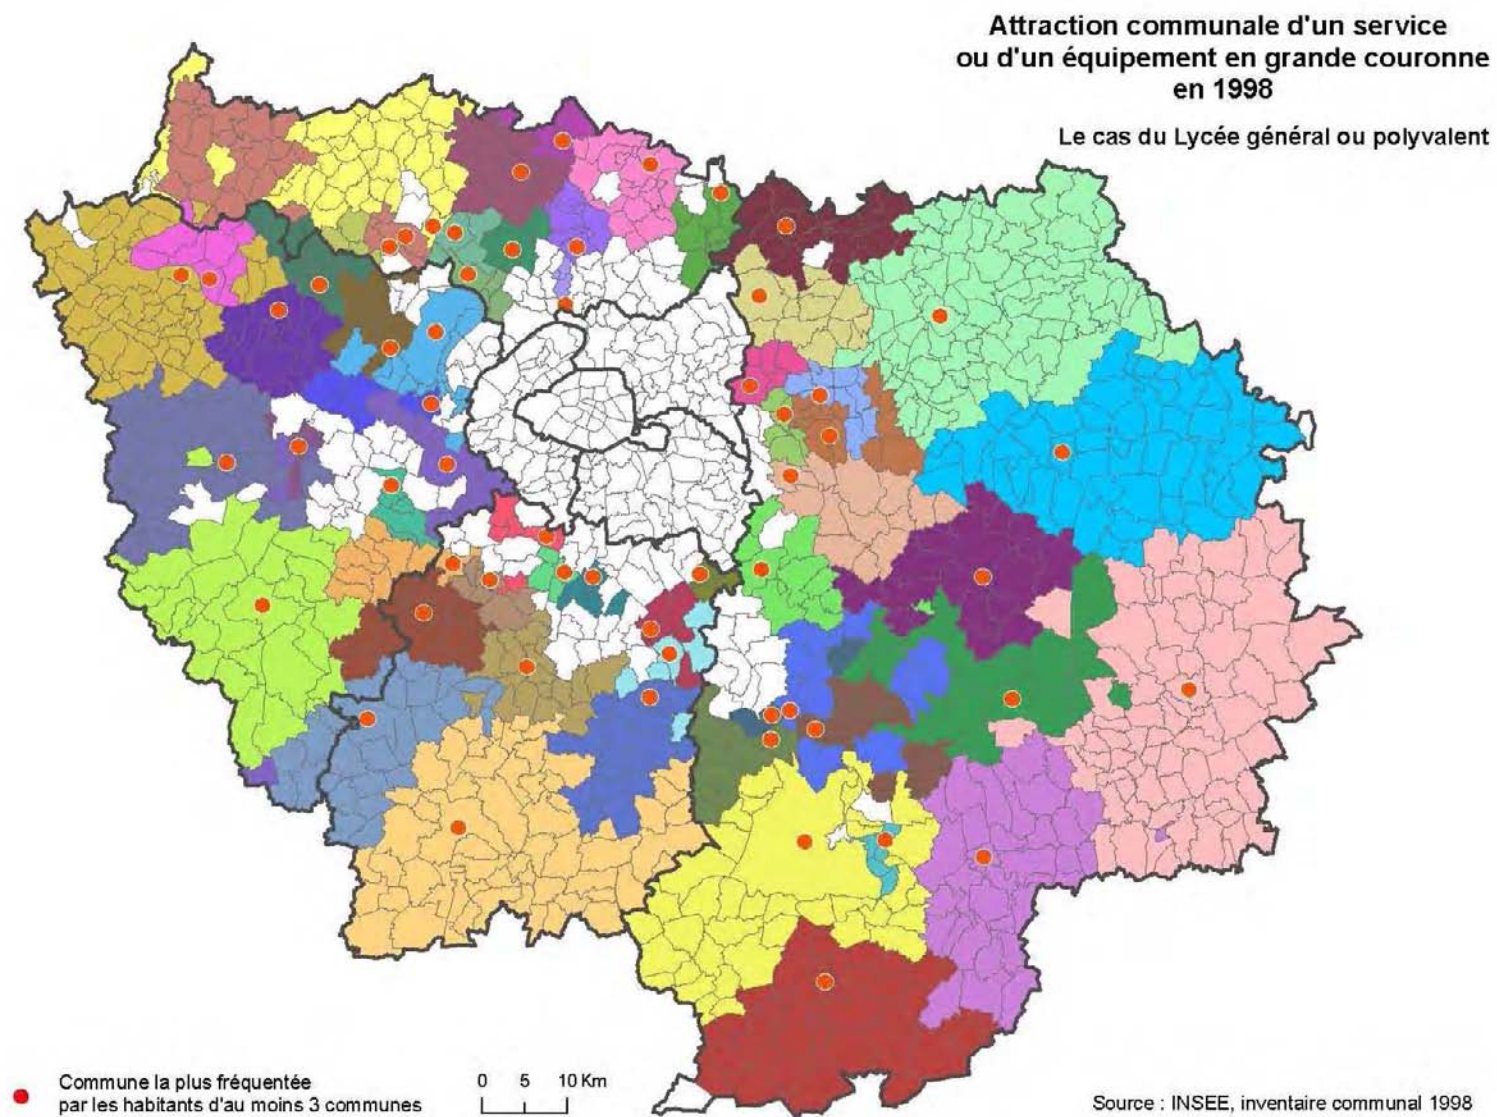 Attraction communale d'un service
ou d'un équipement en grande couronne
en 1998
Le cas du Lycée général ou polyvalent
Commune la plus fréquentée
par les habitants d'au moins 3 communes
0 5 10 Km
Source : INSEE, inventaire communal 1998